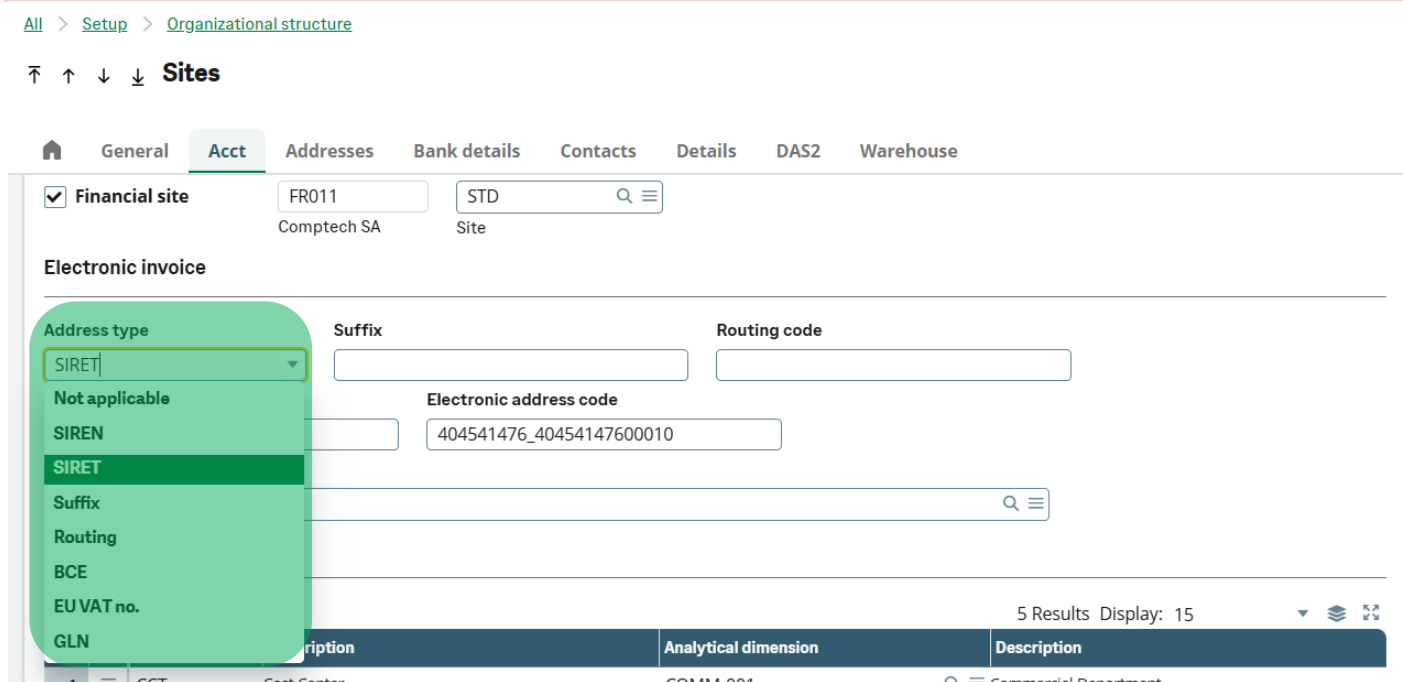 All > Setup > Organizational structure
Sites
General Acct Addresses Bank details Contacts Details DAS2 Warehouse
Financial site FR011 STD
Comptech SA Site
Electronic invoice
Address type Suffix Routing code
SIRET
Not applicable
Electronic address code
SIREN
404541476_40454147600010
SIRET
Suffix
Routing
BCE
EU VAT no.
5 Results Display: 15
GLN
ription Analytical dimension Description